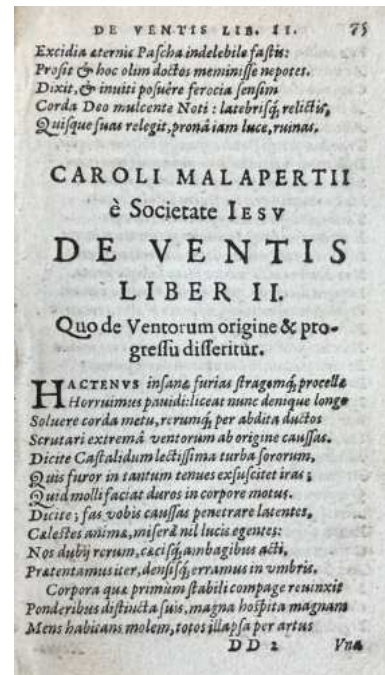 DE VENTIS LIB. II. 75
Excidia æternis Pascha indelebile fastis:
Prosit & hoc olim doctos meminisse nepotes.
Dixit, & inuiti posuêre ferocia sensim
Corda Deo mulcente Noti: latebrisq́; relictis,
Quisque suas relegit, pronâ iam luce, ruinas.
CAROLI MALAPERTII
è Societate IESV
DE VENTIS
LIBER II.
Quo de Ventorum origine & pro-
gressu disseritur.
HACTENVS insanæ furias stragemq́; procellæ
Horruimus pauidi: liceat nunc denique longo
Soluere corda metu, rerumq́; per abdita ductos
Scrutari extremâ ventorum ab origine caussas.
Dicite Castalidum lectissima turba sororum,
Quis furor in tantum tenues exsuscitet iras;
Quid molli faciat duros in corpore motus.
Dicite; fas vobis caussas penetrare latentes,
Cælestes animæ, miseræ nil lucis egentes:
Nos dubij rerum, cæcisq́; ambagibus acti,
Prætentamus iter, densisq́; erramus in vmbris.
Corpora quæ primùm stabili compage reuinxit
Ponderibus distincta suis, magna hospita magnam
Mens habitans molem, totos illapsa per artus
DD 2 Vna